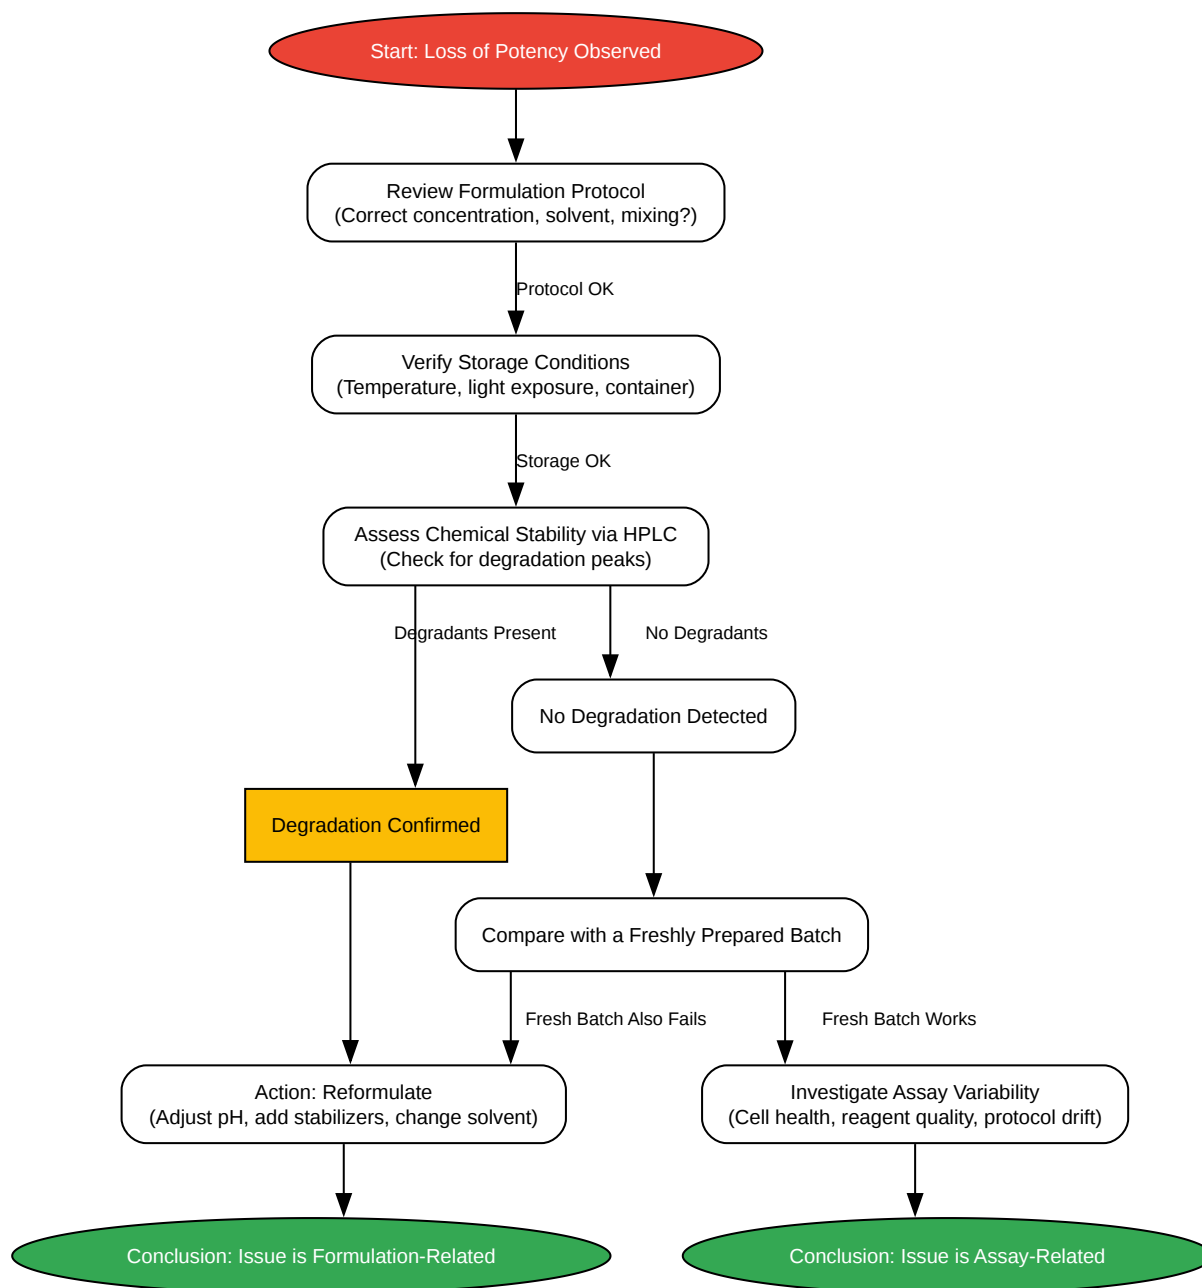 Start: Loss of Potency Observed
Review Formulation Protocol
(Correct concentration, solvent, mixing?)
Protocol OK
Verify Storage Conditions
(Temperature, light exposure, container)
Storage OK
Assess Chemical Stability via HPLC
(Check for degradation peaks)
Degradants Present
No Degradants
No Degradation Detected
Degradation Confirmed
Compare with a Freshly Prepared Batch
Fresh Batch Also Fails
Fresh Batch Works
Action: Reformulate
(Adjust pH, add stabilizers, change solvent)
Investigate Assay Variability
(Cell health, reagent quality, protocol drift)
Conclusion: Issue is Formulation-Related
Conclusion: Issue is Assay-Related